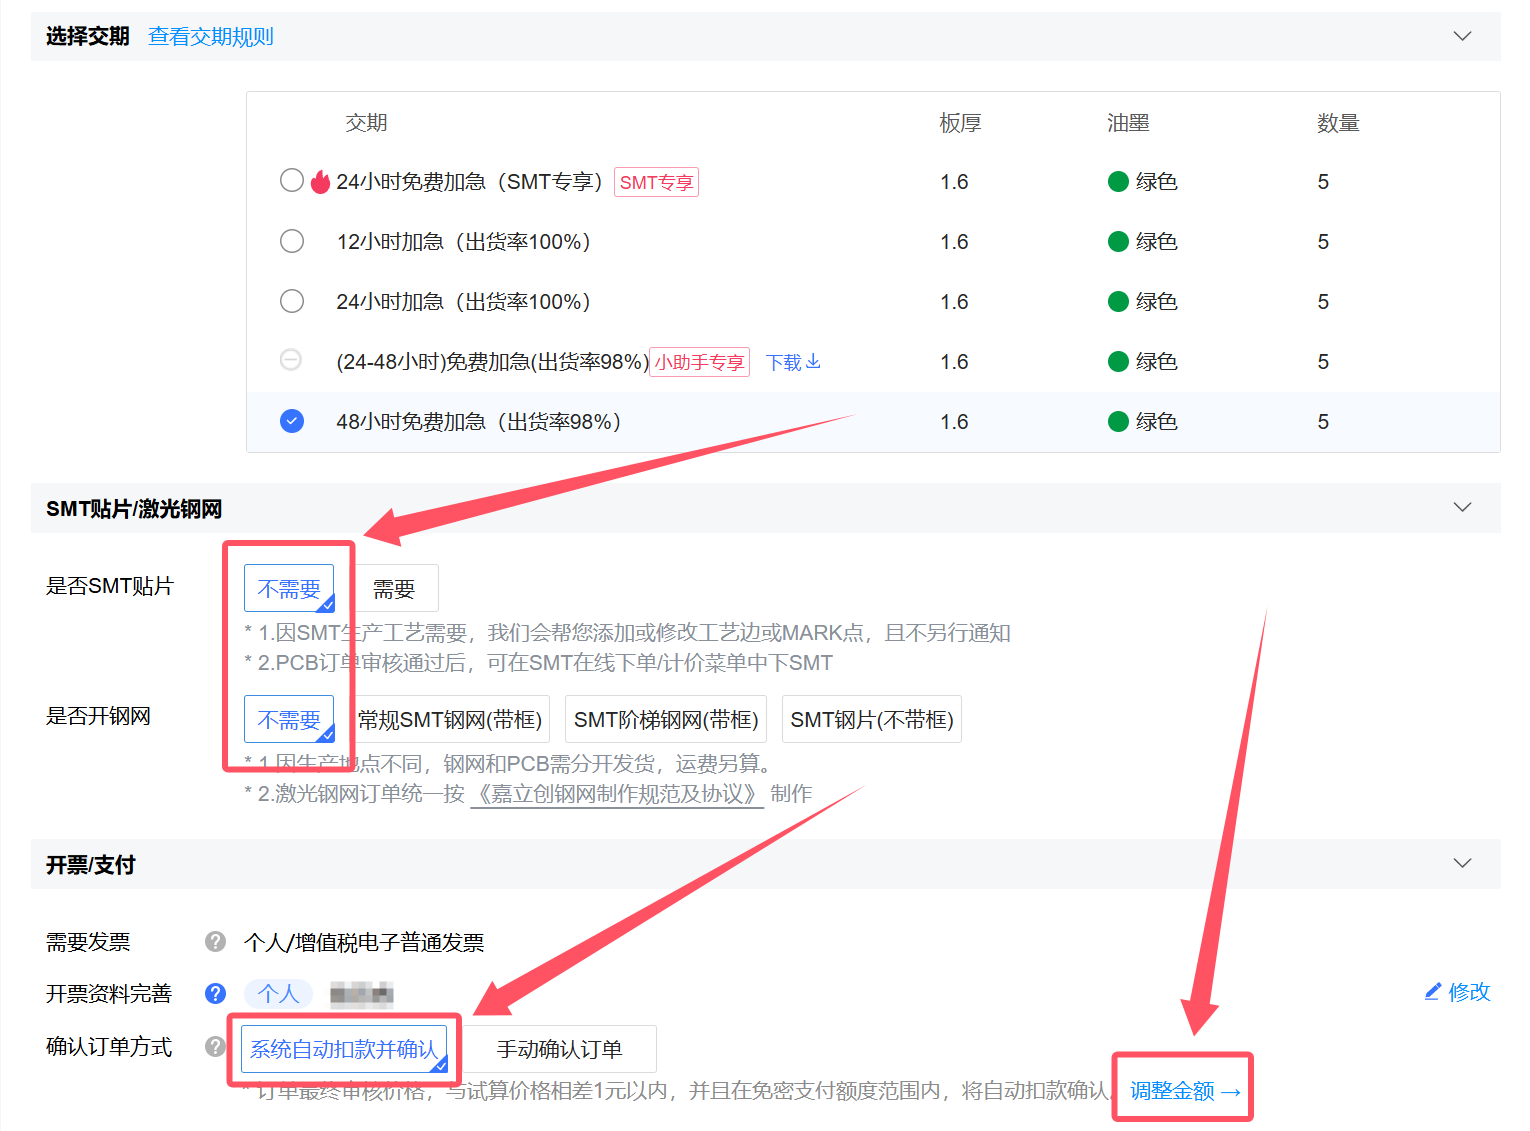 选择交期 查看交期规则
交期 板厚 油墨 数量
24小时免费加急（SMT专享） SMT专享 1.6 绿色 5
12小时加急（出货率100%） 1.6 绿色 5
24小时加急（出货率100%） 1.6 绿色 5
(24-48小时)免费加急(出货率98%) 小助手专享 下载 1.6 绿色 5
48小时免费加急（出货率98%） 1.6 绿色 5
SMT贴片/激光钢网
是否SMT贴片 不需要 需要
* 1.因SMT生产工艺需要，我们会帮您添加或修改工艺边或MARK点，且不另行通知
* 2.PCB订单审核通过后，可在SMT在线下单/计价菜单中下SMT
是否开钢网 不需要 常规SMT钢网(带框) SMT阶梯钢网(带框) SMT钢片(不带框)
* 1.因生产地点不同，钢网和PCB需分开发货，运费另算。
* 2.激光钢网订单统一按 《嘉立创钢网制作规范及协议》 制作
开票/支付
需要发票 ? 个人/增值税电子普通发票
开票资料完善 ? 个人 修改
确认订单方式 ? 系统自动扣款并确认 手动确认订单
* 订单最终审核价格，与试算价格相差1元以内，并且在免密支付额度范围内，将自动扣款确认。 调整金额 →